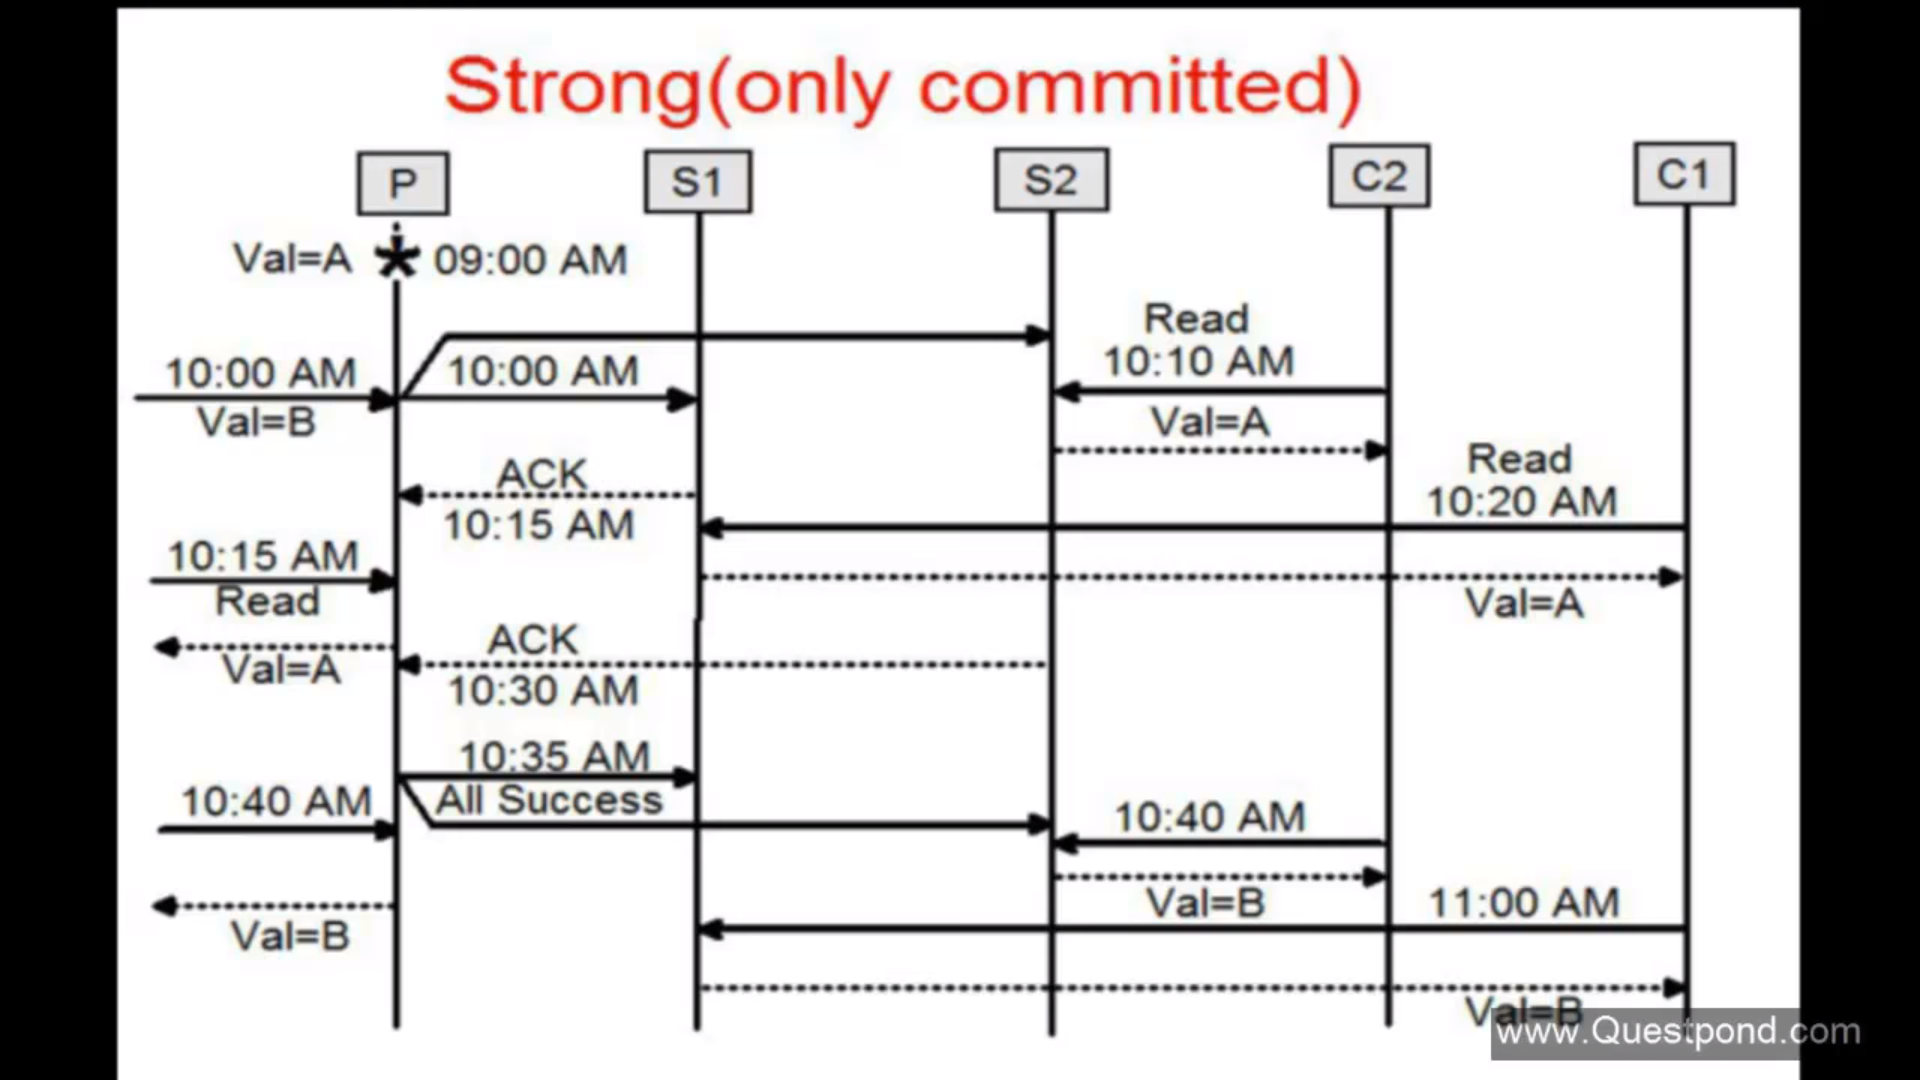 Strong(only committed)
P
S1
S2
C2
C1
Val=A
09:00 AM
Read
10:10 AM
10:00 AM
10:00 AM
Val=B
Val=A
Read
10:20 AM
ACK
10:15 AM
10:15 AM
Read
Val=A
ACK
Val=A
10:30 AM
10:35 AM
10:40 AM
All Success
10:40 AM
Val=B
11:00 AM
Val=B
Val=B
www.Questpond.com